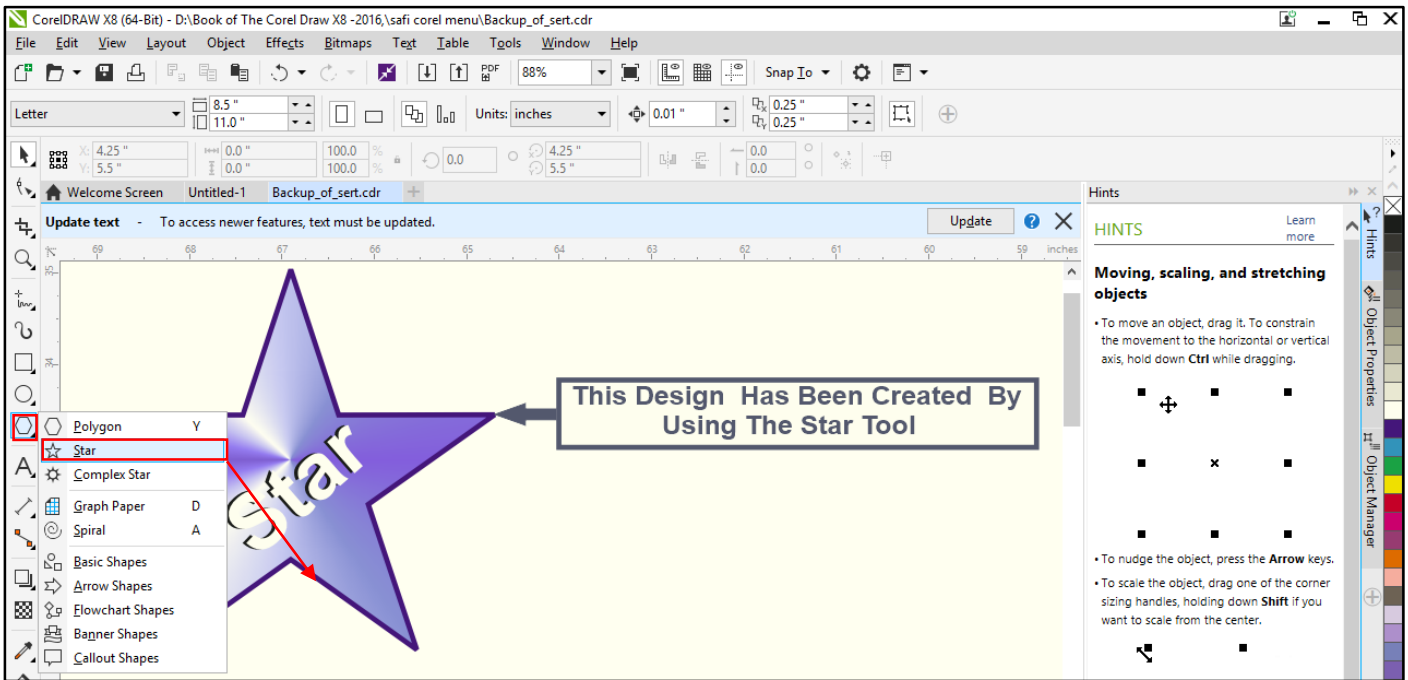 CorelDRAW X8 (64-Bit) - D:\Book of The Corel Draw X8 -2016,\safi corel menu\Backup_of_sert.cdr
File Edit View Layout Object Effects Bitmaps Text Table Tools Window Help
PDF 88% Snap To
Letter 8.5 " 11.0 " Units: inches 0.01 " 0.25 " 0.25 "
X: 4.25 " 0.0 " 100.0 % 0.0 4.25 " 0.0
Y: 5.5 " 0.0 " 100.0 % 5.5 " 0.0
Welcome Screen Untitled-1 Backup_of_sert.cdr
Update text - To access newer features, text must be updated. Update
69 68 67 66 65 64 63 62 61 60 59 inches
35
34
This Design Has Been Created By
Using The Star Tool
Star
Polygon Y
Star
Complex Star
Graph Paper D
Spiral A
Basic Shapes
Arrow Shapes
Flowchart Shapes
Banner Shapes
Callout Shapes
Hints
HINTS
Learn
more
Moving, scaling, and stretching
objects
• To move an object, drag it. To constrain
the movement to the horizontal or vertical
axis, hold down Ctrl while dragging.
• To nudge the object, press the Arrow keys.
• To scale the object, drag one of the corner
sizing handles, holding down Shift if you
want to scale from the center.
Hints
Object Properties
Object Manager